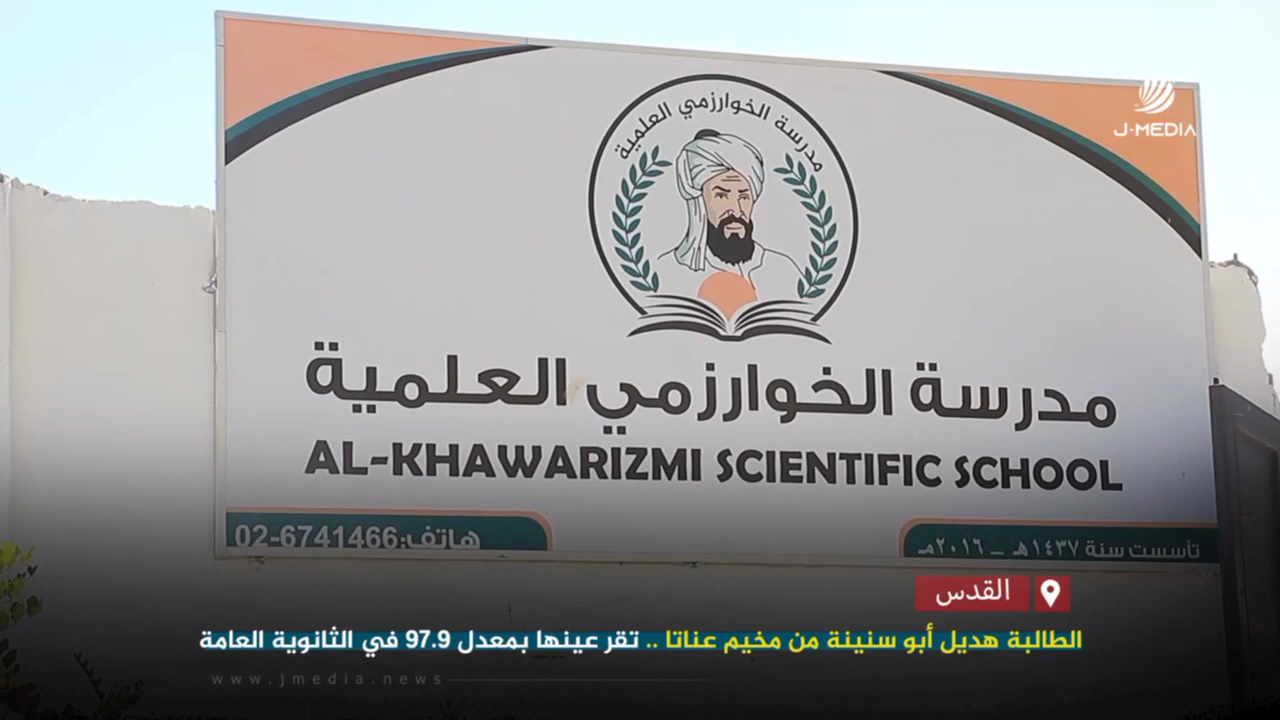 مدرسة الخوارزمي العلمية
J-MEDIA
مدرسة الخوارزمي العلمية
AL-KHAWARIZMI SCIENTIFIC SCHOOL
تأسست سنة ١٤٣٧هـ – ٢٠١٦مـ
هاتف:02-6741466
القدس
الطالبة هديل أبو سنينة من مخيم عناتا .. تقر عينها بمعدل 97.9 في الثانوية العامة
www.jmedia.news